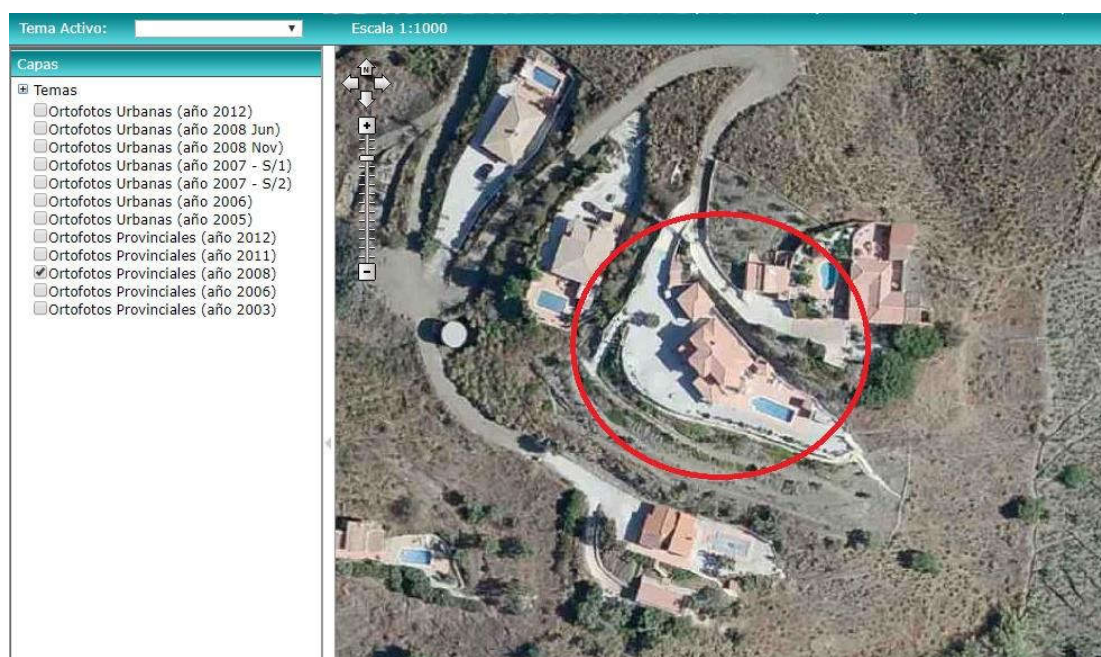 Tema Activo:
Escala 1:1000
Capas
Temas
Ortofotos Urbanas (año 2012)
Ortofotos Urbanas (año 2008 Jun)
Ortofotos Urbanas (año 2008 Nov)
Ortofotos Urbanas (año 2007 - S/1)
Ortofotos Urbanas (año 2007 - S/2)
Ortofotos Urbanas (año 2006)
Ortofotos Urbanas (año 2005)
Ortofotos Provinciales (año 2012)
Ortofotos Provinciales (año 2011)
Ortofotos Provinciales (año 2008)
Ortofotos Provinciales (año 2006)
Ortofotos Provinciales (año 2003)
N